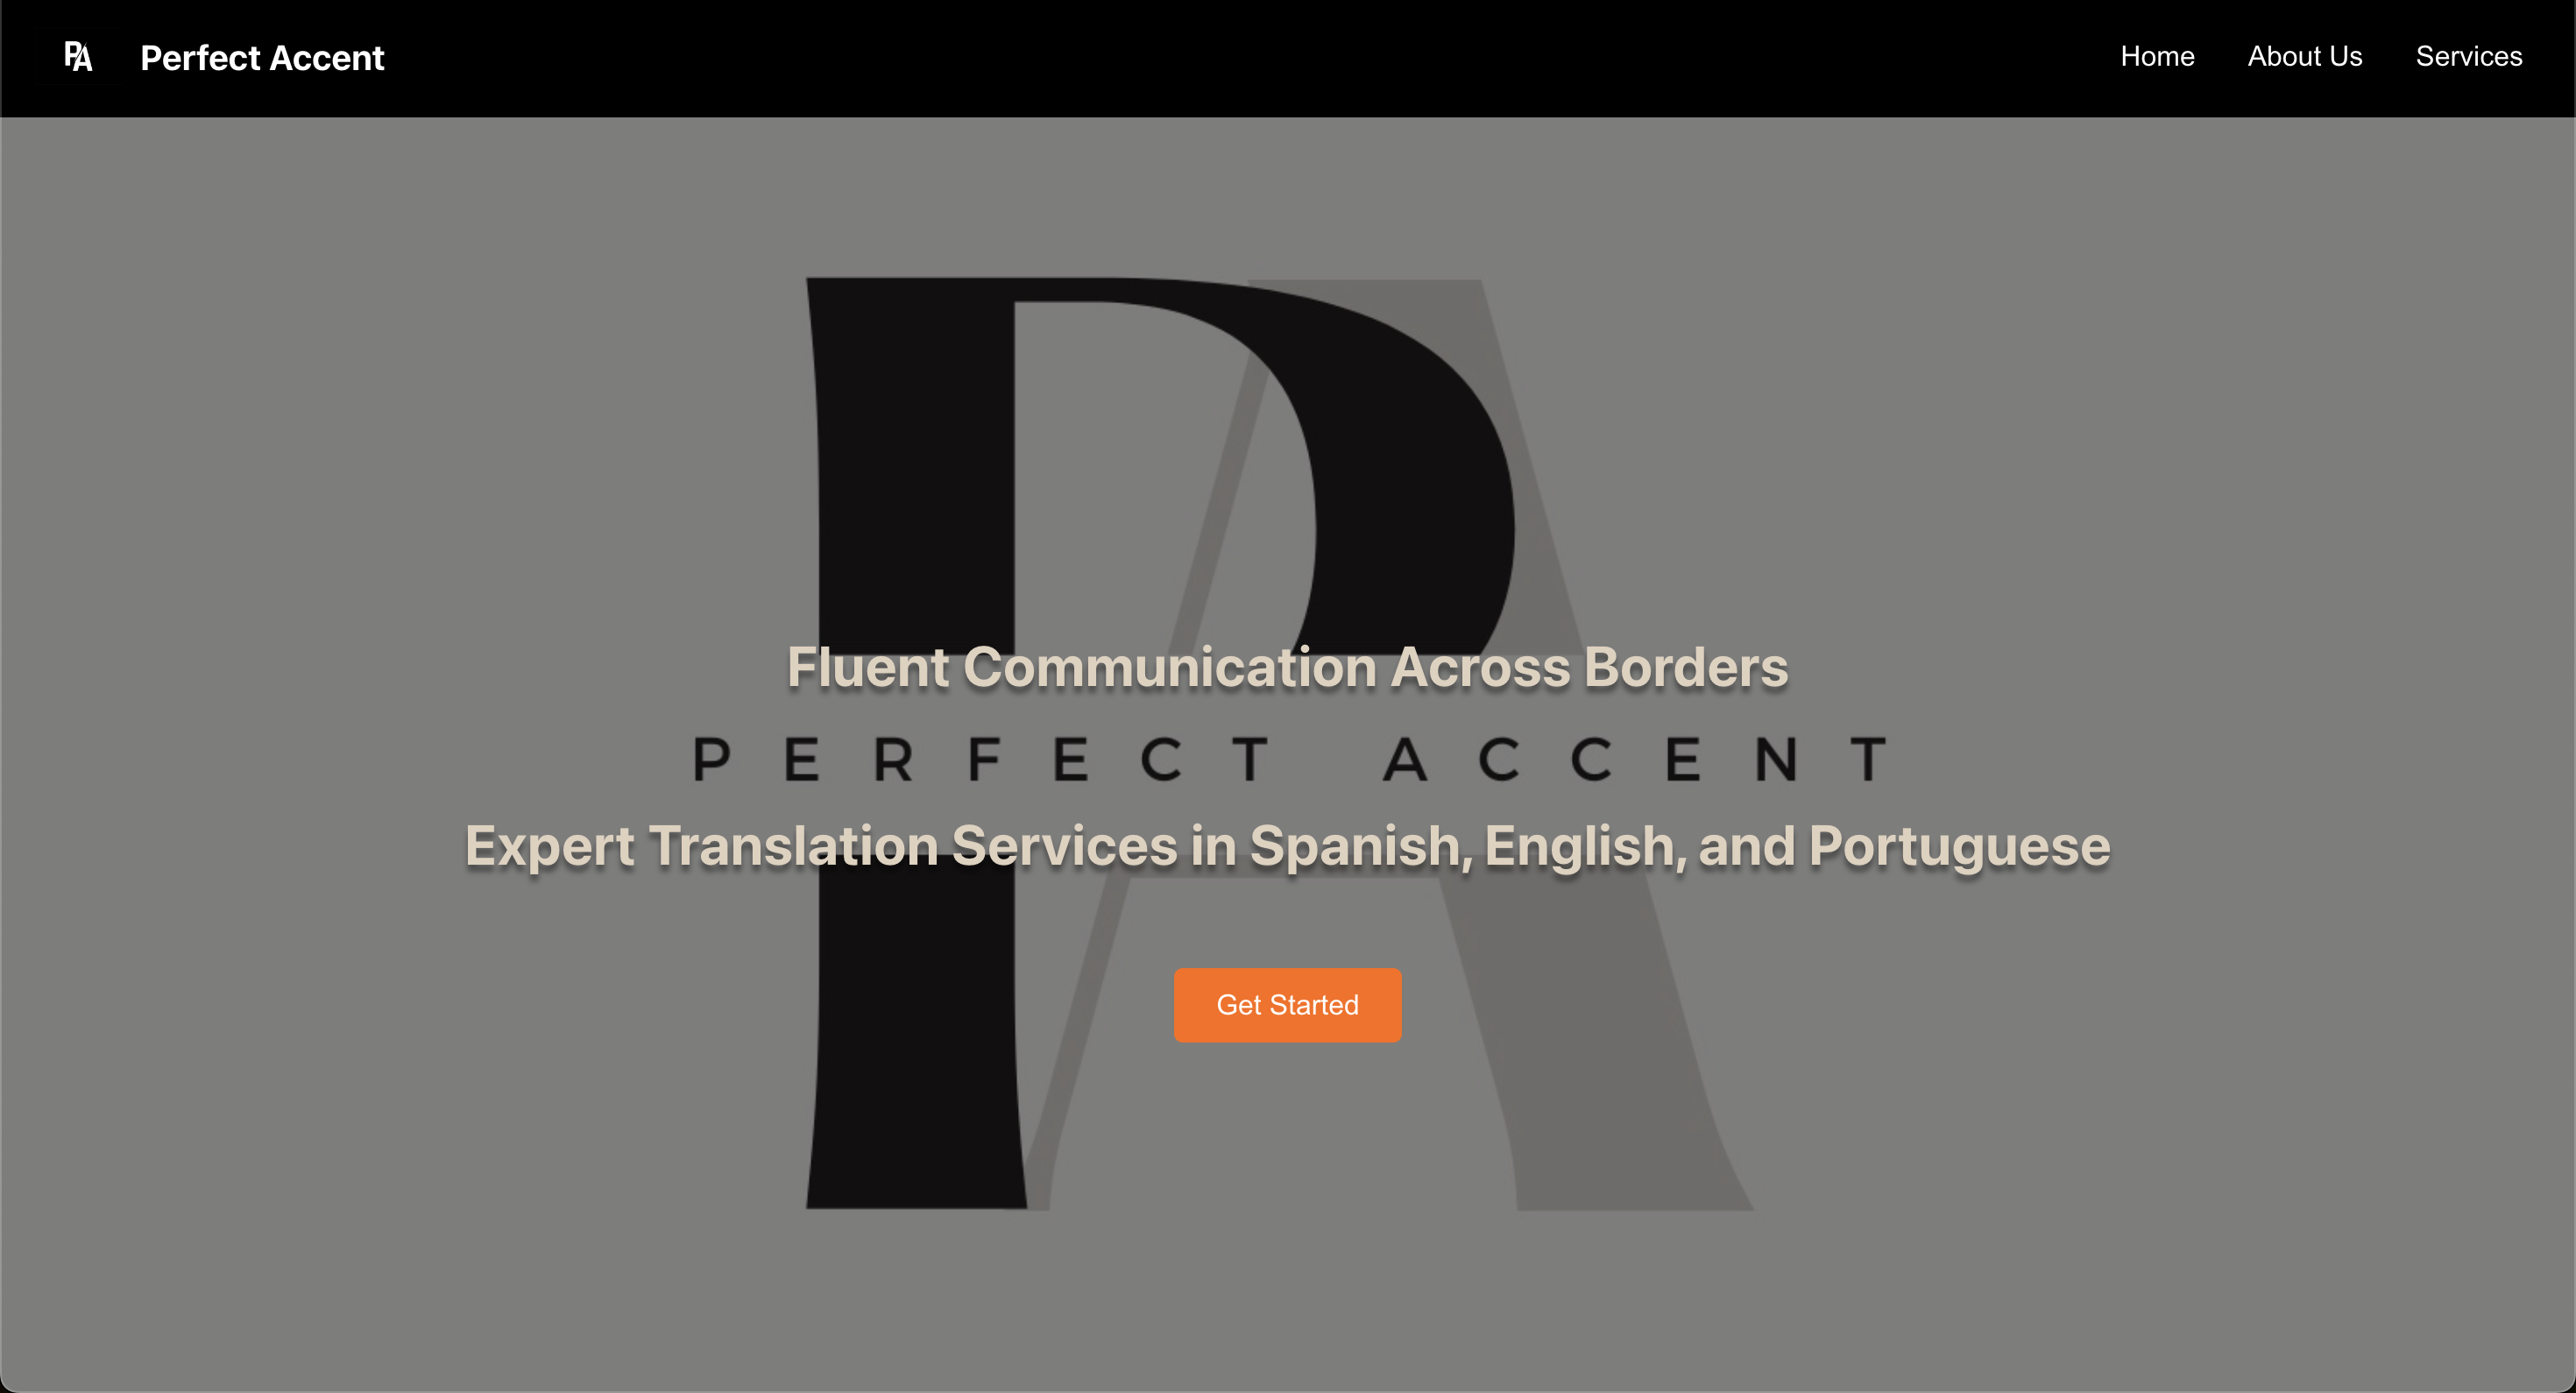 PA Perfect Accent Home About Us Services
PA
Fluent Communication Across Borders
PERFECT ACCENT
Expert Translation Services in Spanish, English, and Portuguese
Get Started